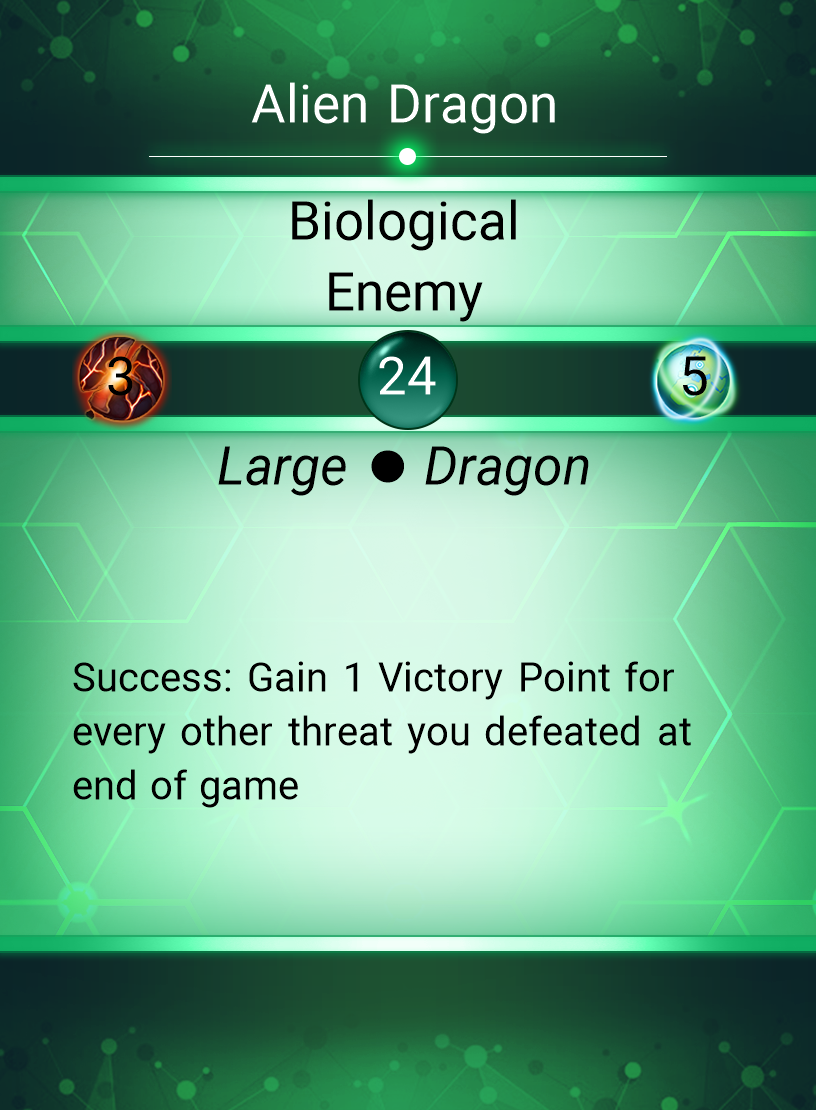 Alien Dragon
Biological
Enemy
3 24 5
Large ● Dragon
Success: Gain 1 Victory Point for
every other threat you defeated at
end of game